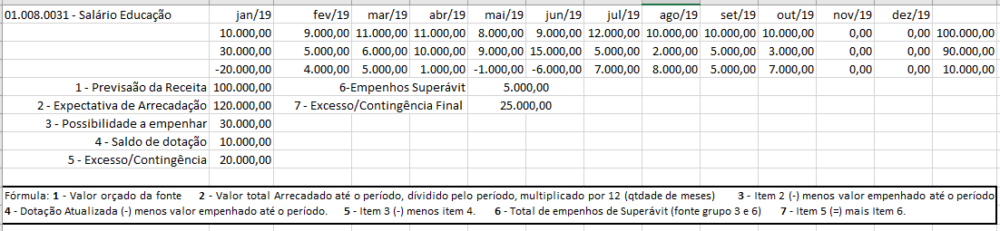 01.008.0031 - Salário Educação jan/19 fev/19 mar/19 abr/19 mai/19 jun/19 jul/19 ago/19 set/19 out/19 nov/19 dez/19
10.000,00 9.000,00 11.000,00 11.000,00 8.000,00 9.000,00 12.000,00 10.000,00 10.000,00 10.000,00 0,00 0,00 100.000,00
30.000,00 5.000,00 6.000,00 10.000,00 9.000,00 15.000,00 5.000,00 2.000,00 5.000,00 3.000,00 0,00 0,00 90.000,00
-20.000,00 4.000,00 5.000,00 1.000,00 -1.000,00 -6.000,00 7.000,00 8.000,00 5.000,00 7.000,00 0,00 0,00 10.000,00
1 - Previsaão da Receita 100.000,00 6-Empenhos Superávit 5.000,00
2 - Expectativa de Arrecadação 120.000,00 7 - Excesso/Contingência Final 25.000,00
3 - Possibilidade a empenhar 30.000,00
4 - Saldo de dotação 10.000,00
5 - Excesso/Contingência 20.000,00
Fórmula: 1 - Valor orçado da fonte 2 - Valor total Arrecadado até o período, dívidido pelo período, multiplicado por 12 (qtdade de meses) 3 - Item 2 (-) menos valor empenhado até o período
4 - Dotação Atualizada (-) menos valor empenhado até o período. 5 - Item 3 (-) menos item 4. 6 - Total de empenhos de Superávit (fonte grupo 3 e 6) 7 - Item 5 (=) mais Item 6.